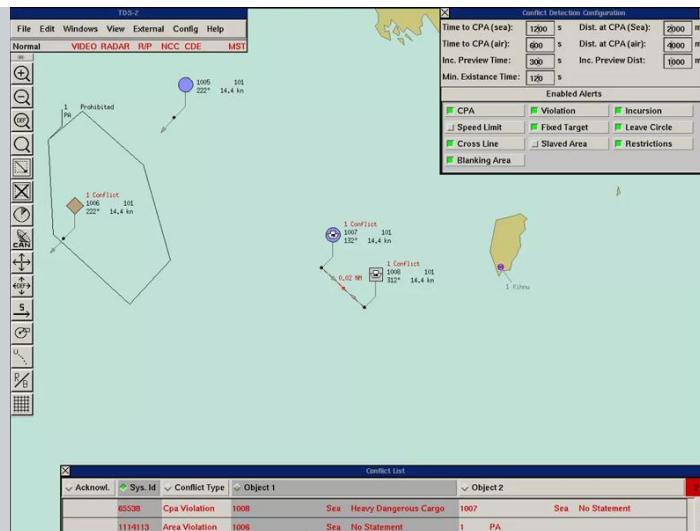 TDS-2
File Edit Windows View External Config Help
Normal VIDEO RADAR R/P NCC CDE MST
Conflict Detection Configuration
Time to CPA (sea): 1200 s Dist. at CPA (Sea): 2000 m
Time to CPA (air): 600 s Dist. at CPA (air): 4000 m
Inc. Preview Time: 300 s Inc. Preview Dist: 1000 m
Min. Existance Time: 120 s
Enabled Alerts
CPA Violation Incursion
Speed Limit Fixed Target Leave Circle
Cross Line Slaved Area Restrictions
Blanking Area
DEF
CAN
DEF
S
R/B
1 Prohibited
PA
1005 101
222° 14.4 kn
1 Conflict
1006 101
222° 14.4 kn
1 Conflict
1007 101
132° 14.4 kn
1 Conflict
1008 101
312° 14.4 kn
0.02 NM
1 Kihnu
Conflict List
Acknowl. Sys. Id Conflict Type Object 1 Object 2
65538 Cpa Violation 1008 Sea Heavy Dangerous Cargo 1007 Sea No Statement
1114113 Area Violation 1006 Sea No Statement 1 PA